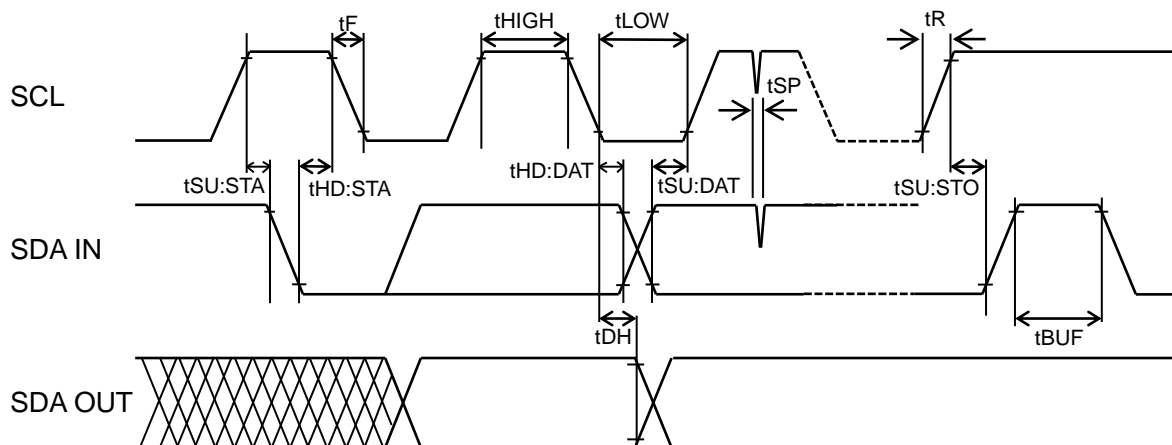 tF tHIGH tLOW tR
SCL
tSP
tSU:STA tHD:STA tHD:DAT tSU:DAT tSU:STO
SDA IN
tDH tBUF
SDA OUT